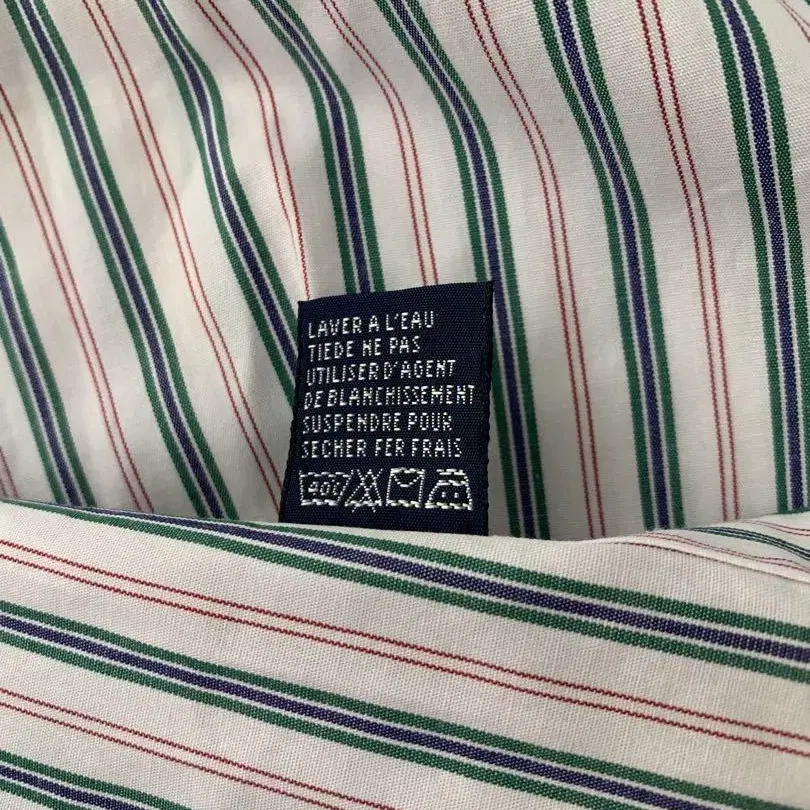 LAVER A L'EAU
TIEDE NE PAS
UTILISER D'AGENT
DE BLANCHISSEMENT
SUSPENDRE POUR
SECHER FER FRAIS
40°